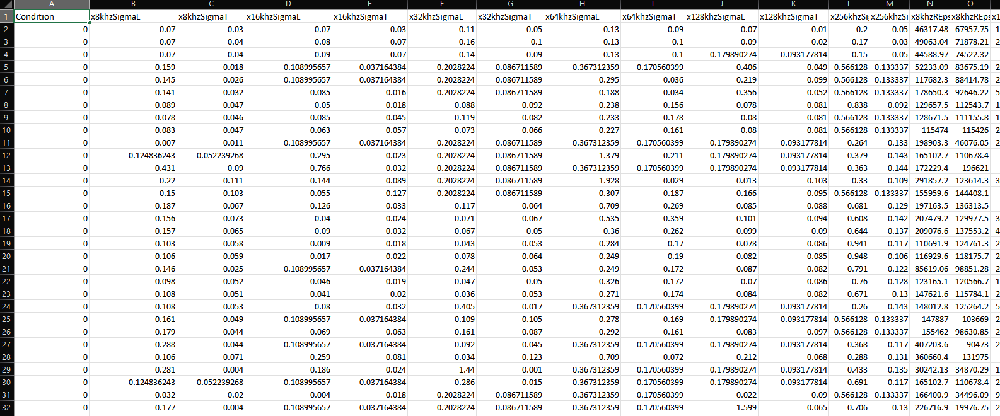 A B C D E F G H I J K L M N O
1 Condition x8khzSigmaL x8khzSigmaT x16khzSigmaL x16khzSigmaT x32khzSigmaL x32khzSigmaT x64khzSigmaL x64khzSigmaT x128khzSigmaL x128khzSigmaT x256khzSi x256khzSi x8khzREps x8khzREps x1
2 0 0.07 0.03 0.07 0.03 0.11 0.05 0.13 0.09 0.07 0.01 0.2 0.05 46317.48 67957.75 1
3 0 0.07 0.04 0.08 0.07 0.16 0.1 0.13 0.1 0.09 0.02 0.17 0.03 49063.04 71878.21 2
4 0 0.07 0.04 0.09 0.07 0.14 0.09 0.13 0.1 0.179890274 0.093177814 0.15 0.05 44588.97 74522.32
5 0 0.159 0.018 0.108995657 0.037164384 0.2028224 0.086711589 0.367312359 0.170560399 0.406 0.049 0.566128 0.133337 52233.09 83675.19 2
6 0 0.145 0.026 0.108995657 0.037164384 0.2028224 0.086711589 0.295 0.036 0.219 0.099 0.566128 0.133337 117682.3 88414.78 2
7 0 0.141 0.032 0.085 0.016 0.2028224 0.086711589 0.188 0.034 0.356 0.052 0.566128 0.133337 178650.3 92646.22 5
8 0 0.089 0.047 0.05 0.018 0.088 0.092 0.238 0.156 0.078 0.081 0.838 0.092 129657.5 112543.7 1
9 0 0.078 0.046 0.085 0.045 0.119 0.082 0.233 0.178 0.08 0.081 0.566128 0.133337 128671.5 111155.8 1
10 0 0.083 0.047 0.063 0.057 0.073 0.066 0.227 0.161 0.08 0.081 0.566128 0.133337 115474 115426 2
11 0 0.007 0.011 0.108995657 0.037164384 0.2028224 0.086711589 0.367312359 0.170560399 0.179890274 0.093177814 0.264 0.133 198903.3 46076.05 2
12 0 0.124836243 0.052239268 0.295 0.023 0.2028224 0.086711589 1.379 0.211 0.179890274 0.093177814 0.379 0.143 165102.7 110678.4
13 0 0.431 0.09 0.766 0.032 0.2028224 0.086711589 0.367312359 0.170560399 0.179890274 0.093177814 0.363 0.144 172229.4 196621
14 0 0.22 0.111 0.144 0.089 0.2028224 0.086711589 1.928 0.029 0.013 0.103 0.33 0.109 291857.2 123614.3 3
15 0 0.15 0.103 0.055 0.127 0.2028224 0.086711589 0.307 0.187 0.166 0.095 0.566128 0.133337 155959.6 144408.1
16 0 0.187 0.067 0.126 0.033 0.117 0.064 0.709 0.269 0.085 0.088 0.681 0.129 197163.5 136313.5
17 0 0.156 0.073 0.04 0.024 0.071 0.067 0.535 0.359 0.101 0.094 0.608 0.142 207479.2 129977.5 3
18 0 0.157 0.065 0.09 0.032 0.067 0.05 0.36 0.262 0.099 0.09 0.644 0.137 209076.6 137553.2 4
19 0 0.103 0.058 0.009 0.018 0.043 0.053 0.284 0.17 0.078 0.086 0.941 0.117 110691.9 124761.3 2
20 0 0.106 0.059 0.017 0.022 0.078 0.064 0.249 0.19 0.082 0.085 0.948 0.106 116929.6 118175.7 2
21 0 0.146 0.025 0.108995657 0.037164384 0.244 0.053 0.249 0.172 0.087 0.082 0.791 0.122 85619.06 98851.28 2
22 0 0.098 0.052 0.046 0.019 0.047 0.05 0.326 0.172 0.07 0.086 0.76 0.128 123165.1 120566.7 1
23 0 0.108 0.051 0.041 0.02 0.036 0.053 0.271 0.174 0.084 0.082 0.671 0.13 147621.6 115784.1 2
24 0 0.108 0.053 0.08 0.032 0.405 0.017 0.367312359 0.170560399 0.179890274 0.093177814 0.26 0.143 148012.8 125264.2 5
25 0 0.161 0.049 0.108995657 0.037164384 0.109 0.105 0.278 0.169 0.179890274 0.093177814 0.566128 0.133337 147887 103669 2
26 0 0.179 0.044 0.069 0.063 0.161 0.087 0.292 0.161 0.083 0.097 0.566128 0.133337 155462 98630.85 2
27 0 0.288 0.044 0.108995657 0.037164384 0.092 0.045 0.367312359 0.170560399 0.179890274 0.093177814 0.368 0.117 407203.6 90473 2
28 0 0.106 0.071 0.259 0.081 0.034 0.123 0.709 0.072 0.212 0.068 0.288 0.131 360660.4 131975
29 0 0.281 0.004 0.186 0.024 1.44 0.001 0.367312359 0.170560399 0.179890274 0.093177814 0.433 0.135 30242.13 34870.29 1
30 0 0.124836243 0.052239268 0.108995657 0.037164384 0.286 0.015 0.367312359 0.170560399 0.179890274 0.093177814 0.691 0.117 165102.7 110678.4 2
31 0 0.032 0.02 0.004 0.018 0.2028224 0.086711589 0.367312359 0.170560399 0.022 0.09 0.566128 0.133337 166400.9 34496.09 9
32 0 0.177 0.004 0.108995657 0.037164384 0.2028224 0.086711589 0.367312359 0.170560399 1.599 0.065 0.706 0.13 226716.9 19976.75 2